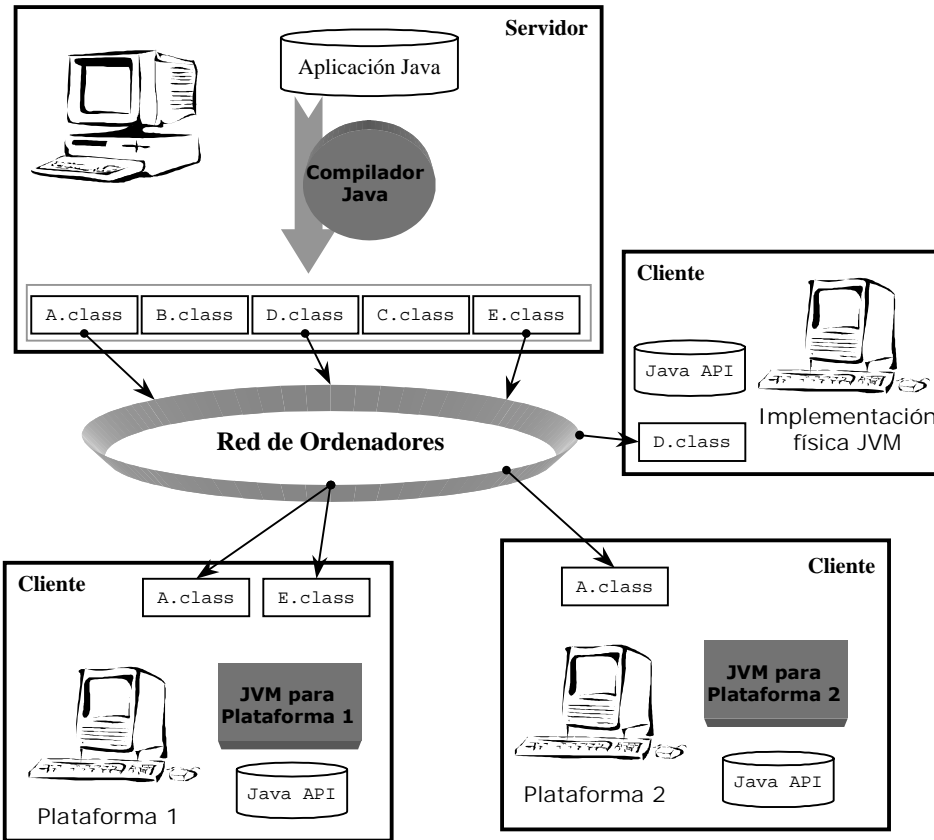 Servidor
Aplicación Java
Compilador
Java
A.class
B.class
D.class
C.class
E.class
Cliente
Java API
D.class
Implementación
física JVM
Red de Ordenadores
Cliente
A.class
E.class
JVM para
Plataforma 1
Java API
Plataforma 1
Cliente
A.class
JVM para
Plataforma 2
Java API
Plataforma 2